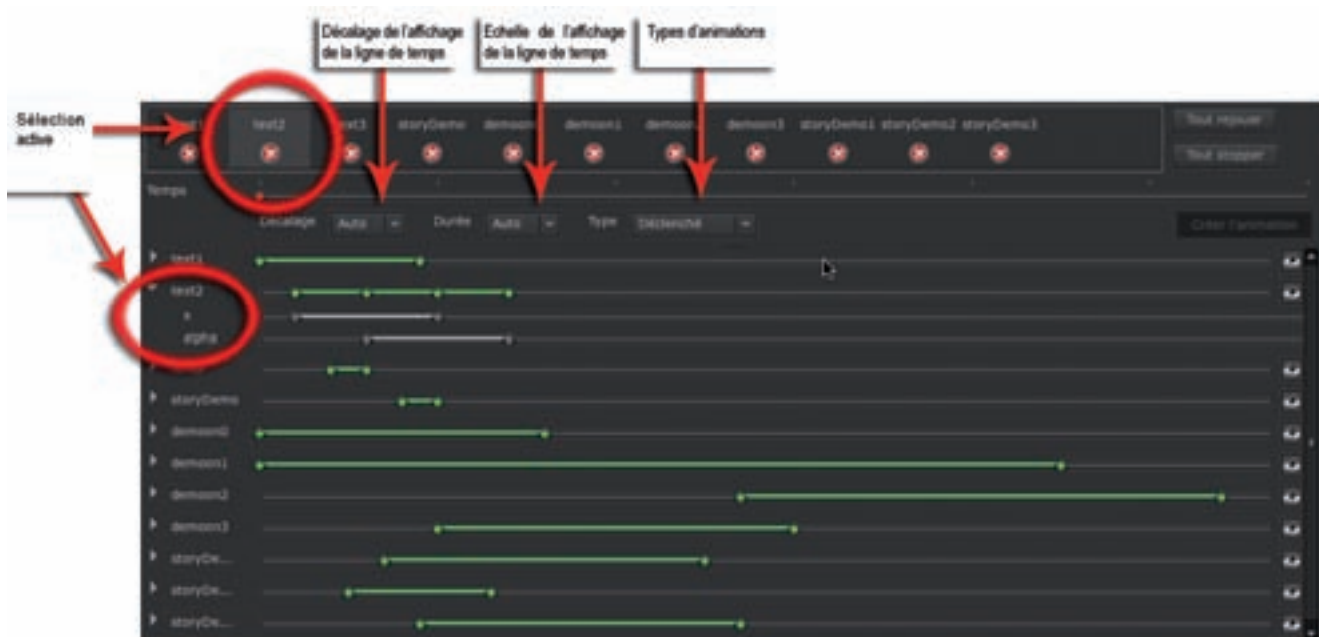 Décalage de l'affichage
de la ligne de temps
Echelle de l'affichage
de la ligne de temps
Types d'animations
Sélection
active
text2
storyDemo
demoon1
demoon3
storyDemo1
storyDemo2
storyDemo3
Tout rejouer
Tout stopper
Temps
Décalage
Auto
Durée
Auto
Type
Déclenché
Créer l'animation
text1
text2
x
alpha
storyDemo
demoon0
demoon1
demoon2
demoon3
storyDe...
storyDe...
storyDe...